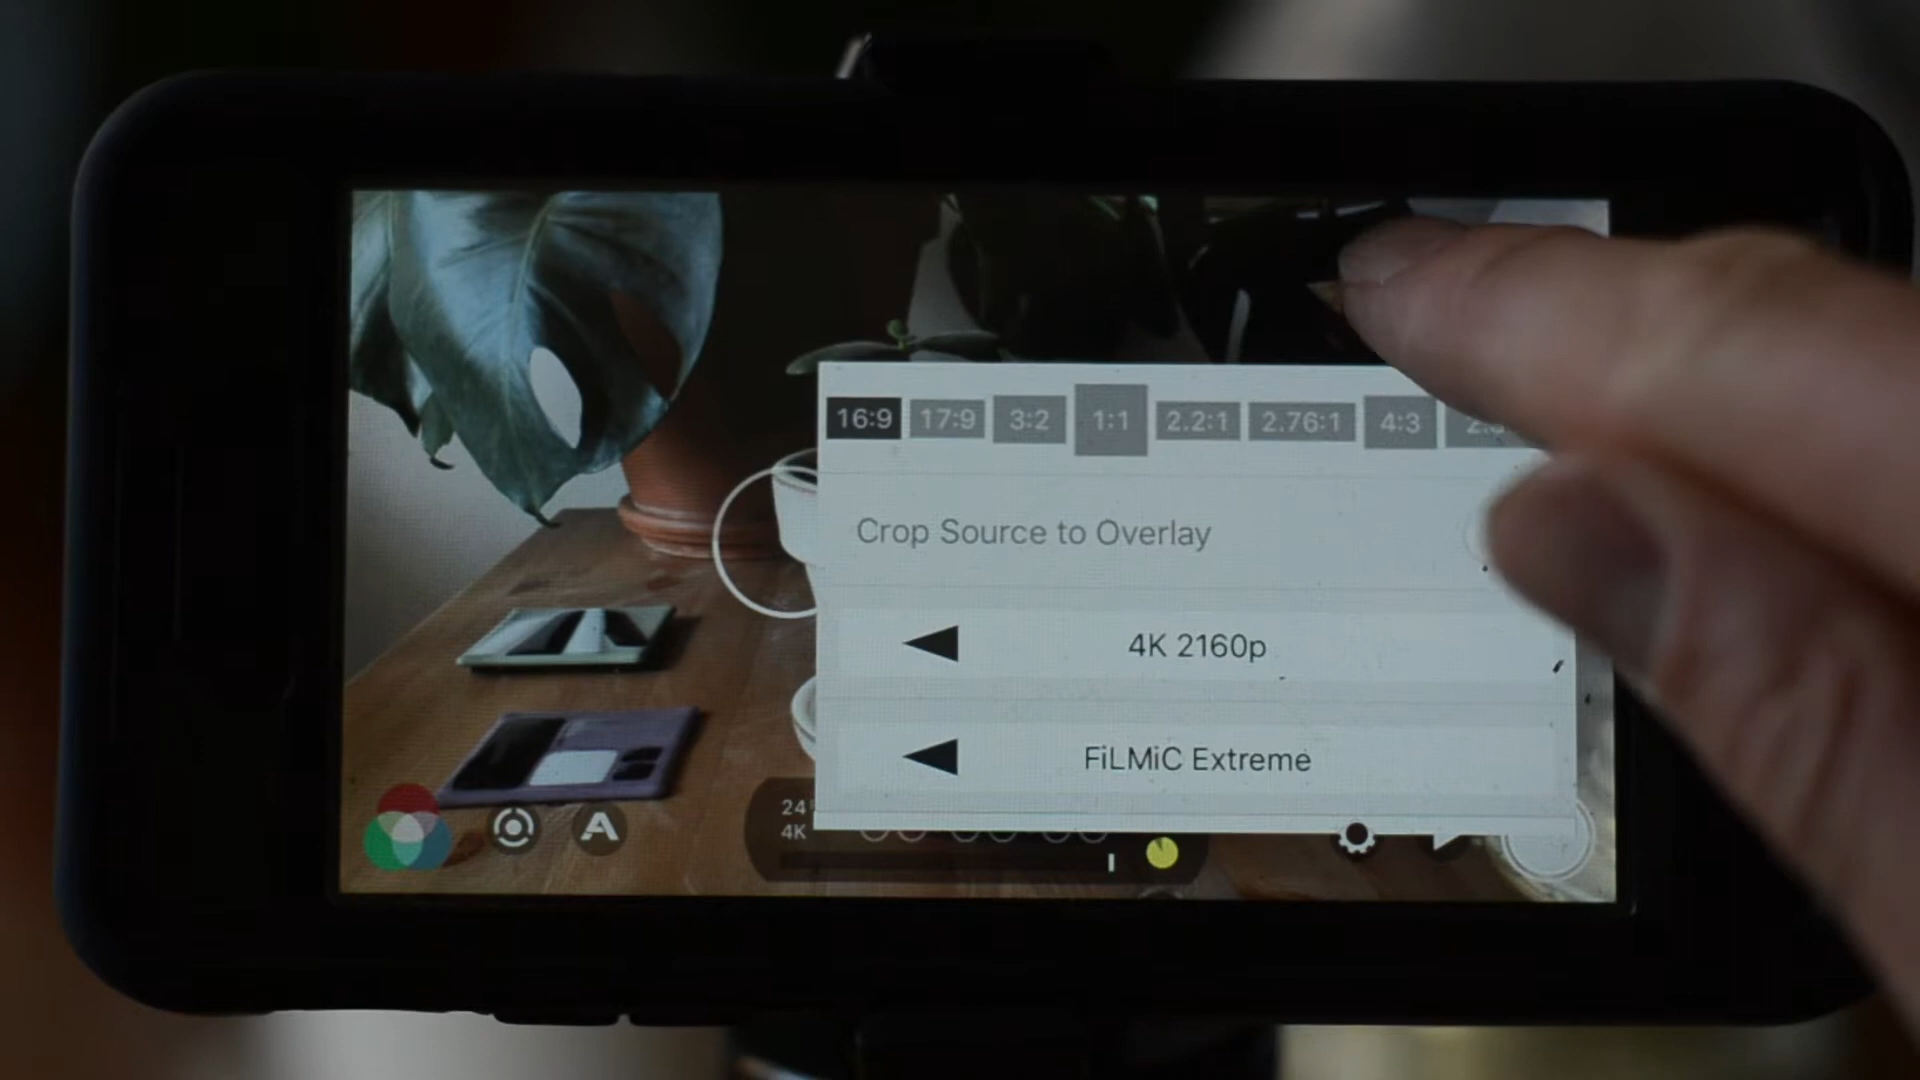 16:9 17:9 3:2 1:1 2.2:1 2.76:1 4:3
Crop Source to Overlay
4K 2160p
FiLMiC Extreme
24
4K
A